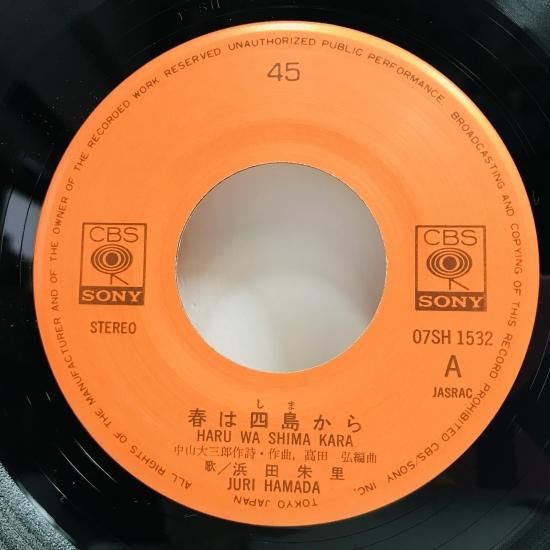 ALL RIGHTS OF THE MANUFACTURER AND OF THE OWNER OF THE RECORDED WORK RESERVED UNAUTHORIZED PUBLIC PERFORMANCE, BROADCASTING AND COPYING OF THIS RECORD PROHIBITED CBS/SONY INC.
45
CBS
SONY
CBS
SONY
STEREO
07SH 1532
A
JASRAC
しま
春は四島から
HARU WA SHIMA KARA
中山大三郎作詩・作曲, 高田 弘編曲
歌/浜田朱里
JURI HAMADA
TOKYO JAPAN